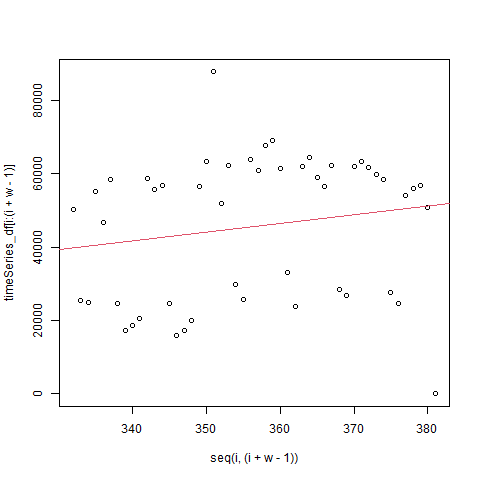 80000
60000
40000
20000
0
timeSeries_df[i:(i + w - 1)]
340 350 360 370 380
seq(i, (i + w - 1))